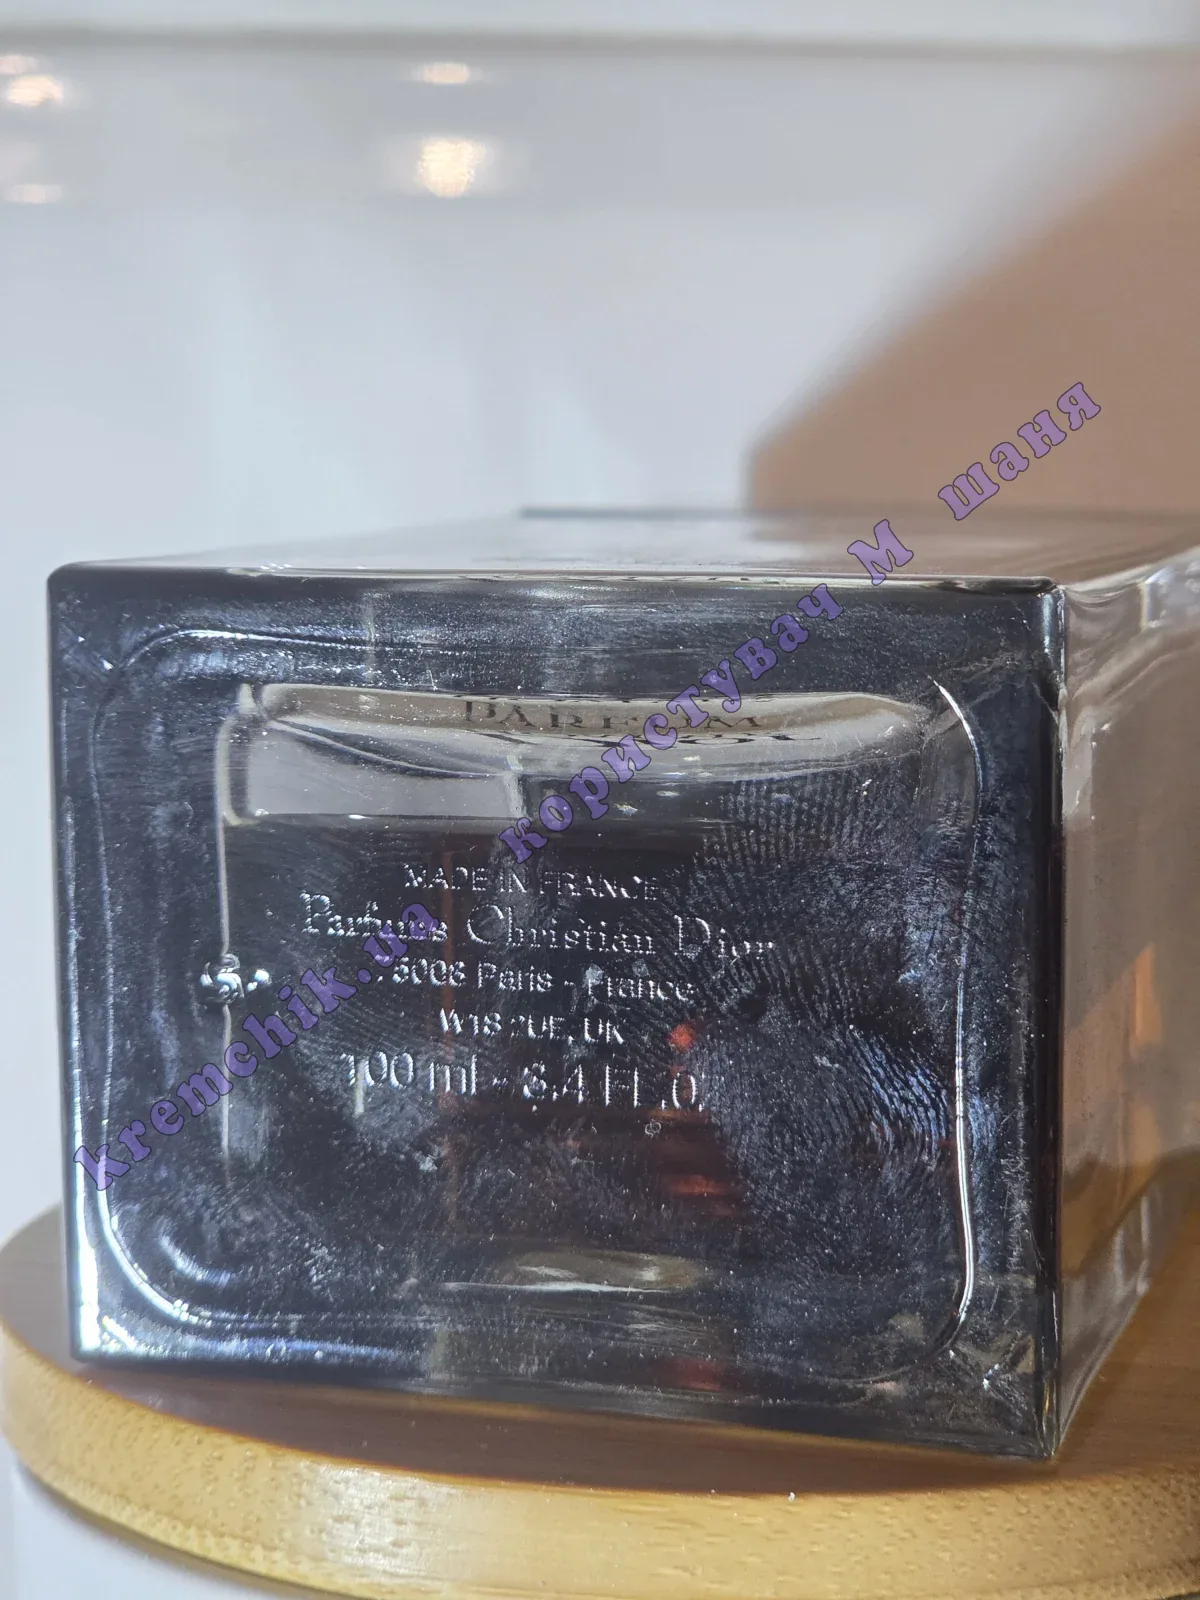 PARFUM
MADE IN FRANCE
Parfums Christian Dior
Paris - France
W1S 2UE, UK
100 ml - 3.4 FL.O
kremchik.ua користувач М шаня